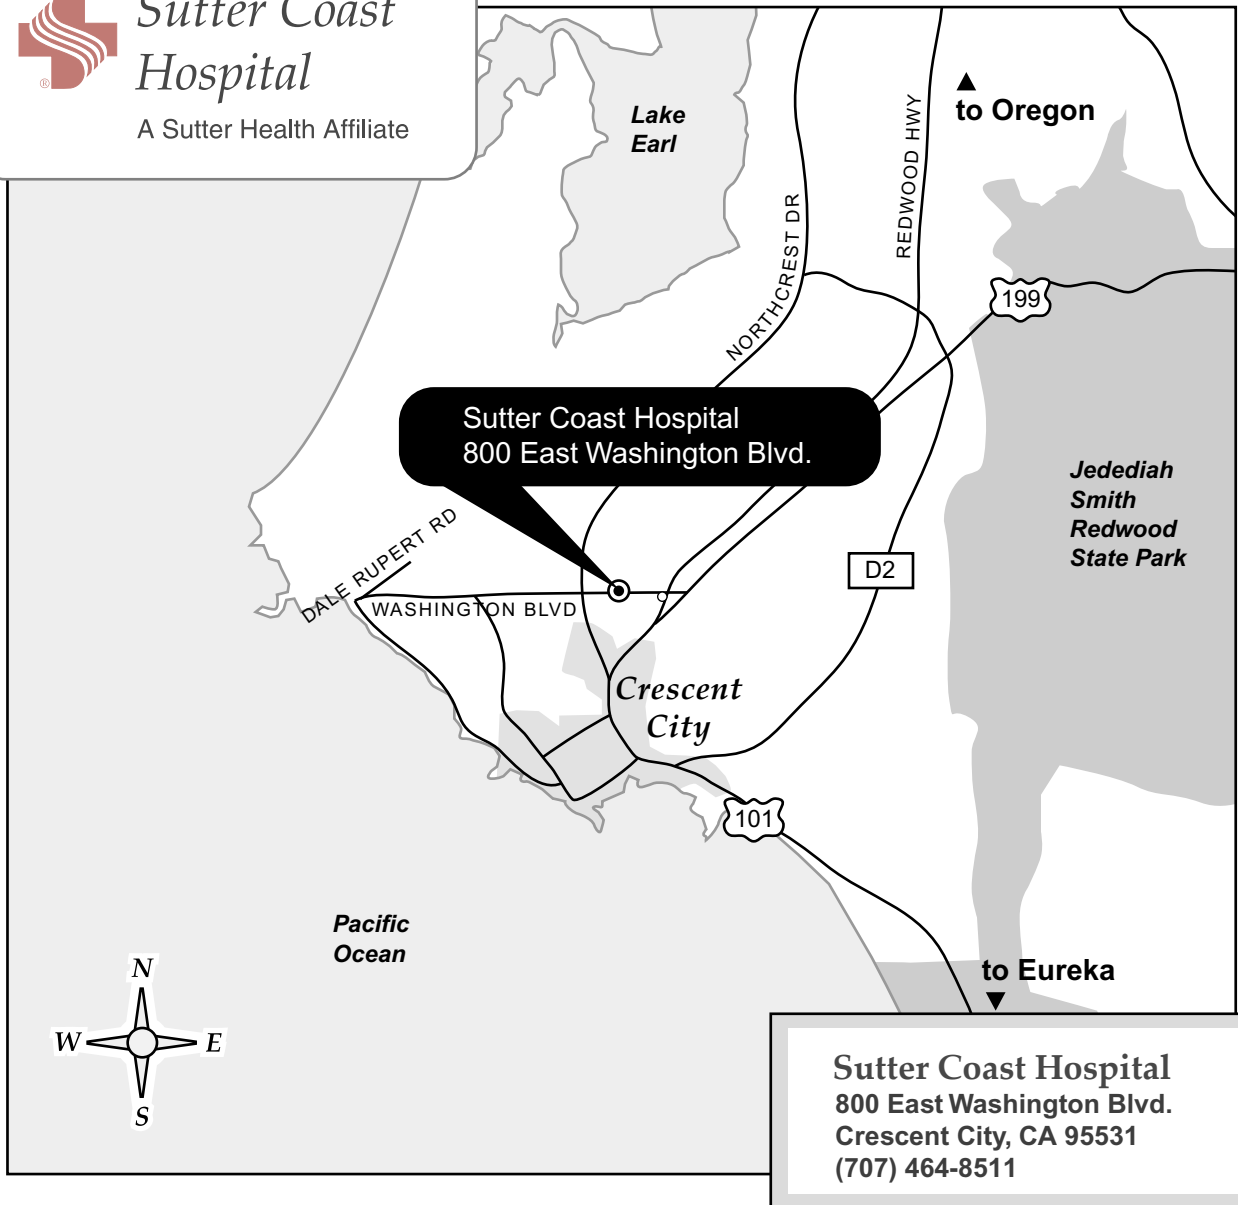 Sutter Coast
Hospital
®
A Sutter Health Affiliate
Lake
Earl
to Oregon
REDWOOD HWY
NORTHCREST DR
199
Sutter Coast Hospital
800 East Washington Blvd.
Jedediah
Smith
Redwood
State Park
DALE RUPERT RD
D2
WASHINGTON BLVD
Crescent
City
101
Pacific
Ocean
to Eureka
N
W E
S
Sutter Coast Hospital
800 East Washington Blvd.
Crescent City, CA 95531
(707) 464-8511